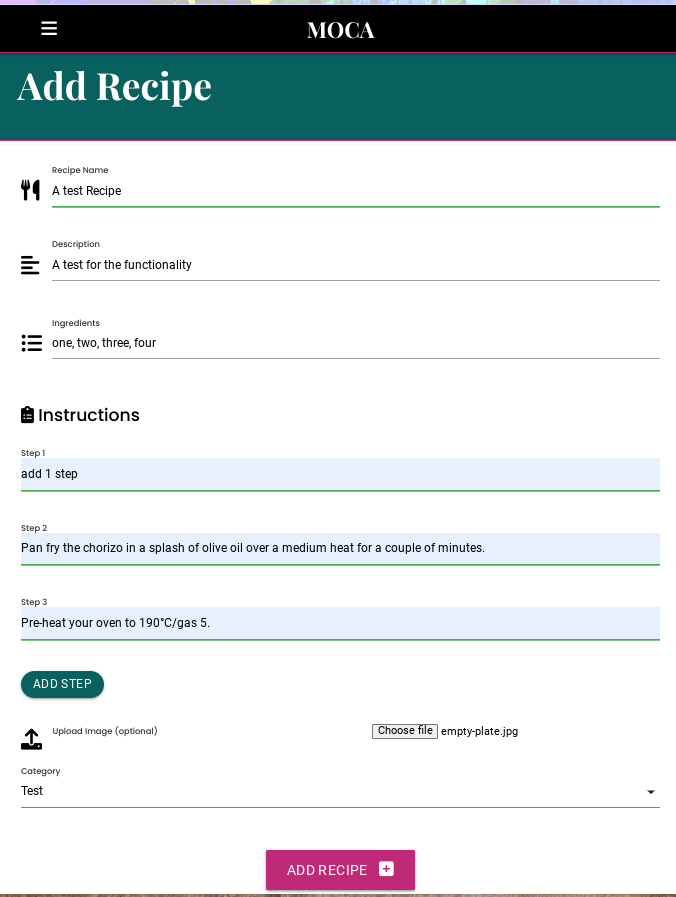 MOCA
Add Recipe
Recipe Name
A test Recipe
Description
A test for the functionality
Ingredients
one, two, three, four
Instructions
Step 1
add 1 step
Step 2
Pan fry the chorizo in a splash of olive oil over a medium heat for a couple of minutes.
Step 3
Pre-heat your oven to 190°C/gas 5.
ADD STEP
Upload Image (optional) Choose file empty-plate.jpg
Category
Test
ADD RECIPE